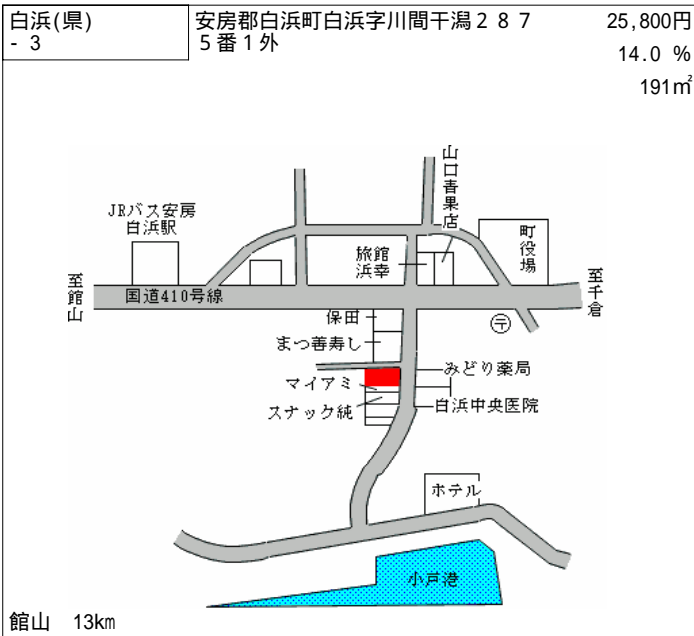 白浜(県)
- 3
安房郡白浜町白浜字川間干潟２８７
５番１外
25,800円
14.0 %
191㎡
山口青果店
JRバス安房
白浜駅
旅館
浜幸
町役場
至館山
国道410号線
至千倉
保田
〒
まつ善寿し
みどり薬局
マイアミ
スナック純
白浜中央医院
ホテル
小戸港
館山 13km